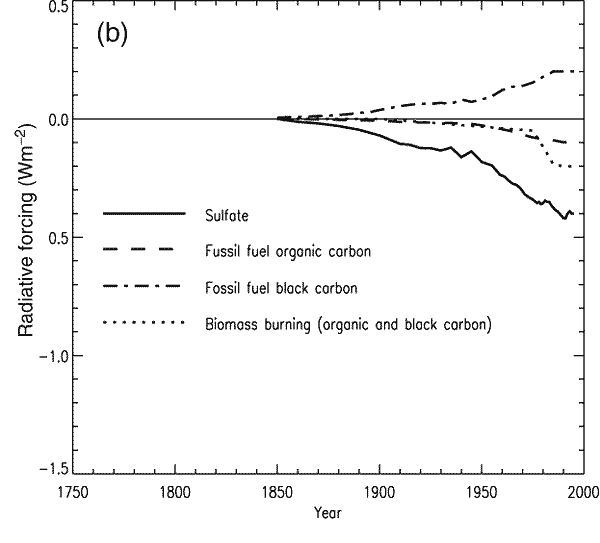 (b)
0.5
0.0
0.5
−1.0
−1.5
Radiative forcing (Wm−2)
Sulfate
Fussil fuel organic carbon
Fossil fuel black carbon
Biomass burning (organic and black carbon)
1750 1800 1850 1900 1950 2000
Year